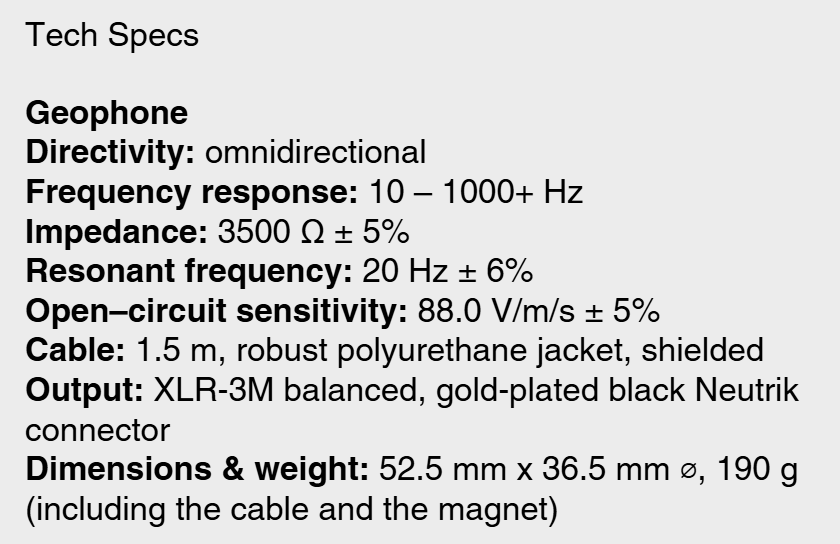 Tech Specs
Geophone
Directivity: omnidirectional
Frequency response: 10 – 1000+ Hz
Impedance: 3500 Ω ± 5%
Resonant frequency: 20 Hz ± 6%
Open–circuit sensitivity: 88.0 V/m/s ± 5%
Cable: 1.5 m, robust polyurethane jacket, shielded
Output: XLR-3M balanced, gold-plated black Neutrik
connector
Dimensions & weight: 52.5 mm x 36.5 mm ⌀, 190 g
(including the cable and the magnet)